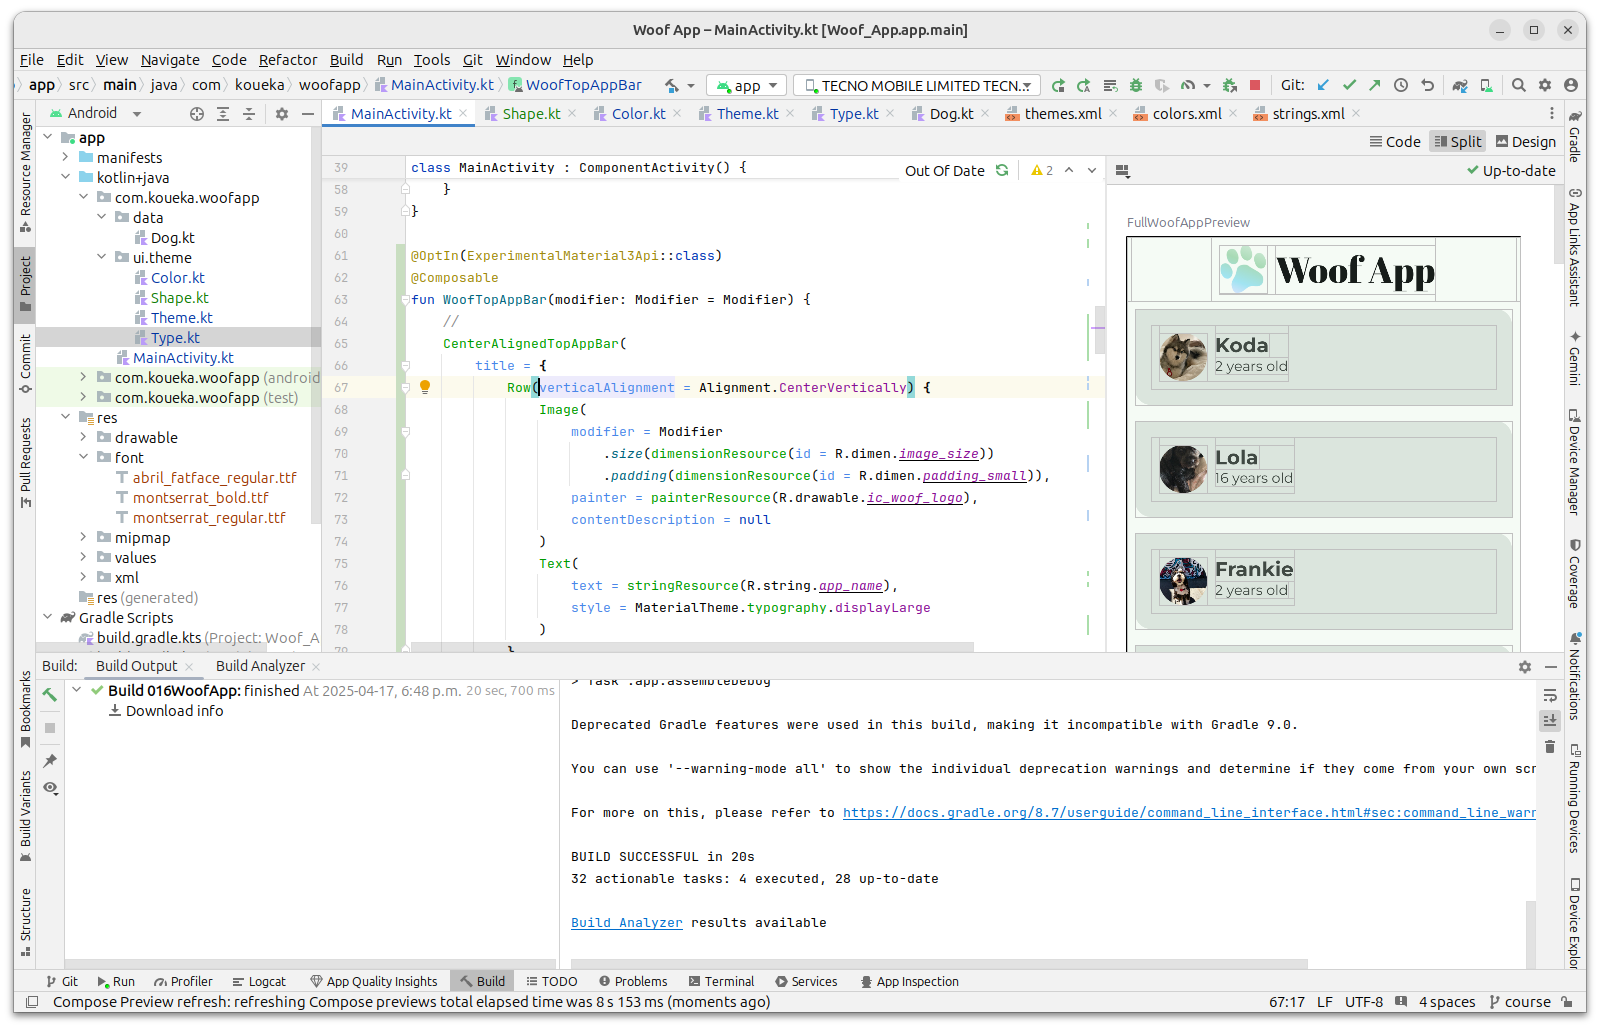 Woof App – MainActivity.kt [Woof_App.app.main]
File Edit View Navigate Code Refactor Build Run Tools Git Window Help
app src main java com koueka woofapp MainActivity.kt WoofTopAppBar app TECNO MOBILE LIMITED TECN... Git:
Android
MainActivity.kt Shape.kt Color.kt Theme.kt Type.kt Dog.kt themes.xml colors.xml strings.xml
Code Split Design
Resource Manager
Project
Commit
Pull Requests
Bookmarks
Build Variants
Structure
app
manifests
kotlin+java
com.koueka.woofapp
data
Dog.kt
ui.theme
Color.kt
Shape.kt
Theme.kt
Type.kt
MainActivity.kt
com.koueka.woofapp (android
com.koueka.woofapp (test)
res
drawable
font
abril_fatface_regular.ttf
montserrat_bold.ttf
montserrat_regular.ttf
mipmap
values
xml
res (generated)
Gradle Scripts
build.gradle.kts (Project: Woof_A
39 class MainActivity : ComponentActivity() {
Out Of Date 2
58 }
59 }
60
61 @OptIn(ExperimentalMaterial3Api::class)
62 @Composable
63 fun WoofTopAppBar(modifier: Modifier = Modifier) {
64 //
65 CenterAlignedTopAppBar(
66 title = {
67 Row(verticalAlignment = Alignment.CenterVertically) {
68 Image(
69 modifier = Modifier
70 .size(dimensionResource(id = R.dimen.image_size))
71 .padding(dimensionResource(id = R.dimen.padding_small)),
72 painter = painterResource(R.drawable.ic_woof_logo),
73 contentDescription = null
74 )
75 Text(
76 text = stringResource(R.string.app_name),
77 style = MaterialTheme.typography.displayLarge
78 )
79 }
Up-to-date
FullWoofAppPreview
Woof App
Koda
2 years old
Lola
16 years old
Frankie
2 years old
Gradle
App Links Assistant
Gemini
Device Manager
Coverage
Notifications
Running Devices
Device Explor
Build: Build Output Build Analyzer
Build 016WoofApp: finished At 2025-04-17, 6:48 p.m. 20 sec, 700 ms
Download info
> Task :app:assembleDebug
Deprecated Gradle features were used in this build, making it incompatible with Gradle 9.0.
You can use '--warning-mode all' to show the individual deprecation warnings and determine if they come from your own scr
For more on this, please refer to https://docs.gradle.org/8.7/userguide/command_line_interface.html#sec:command_line_warn
BUILD SUCCESSFUL in 20s
32 actionable tasks: 4 executed, 28 up-to-date
Build Analyzer results available
Git Run Profiler Logcat App Quality Insights Build TODO Problems Terminal Services App Inspection
Compose Preview refresh: refreshing Compose previews total elapsed time was 8 s 153 ms (moments ago) 67:17 LF UTF-8 4 spaces course